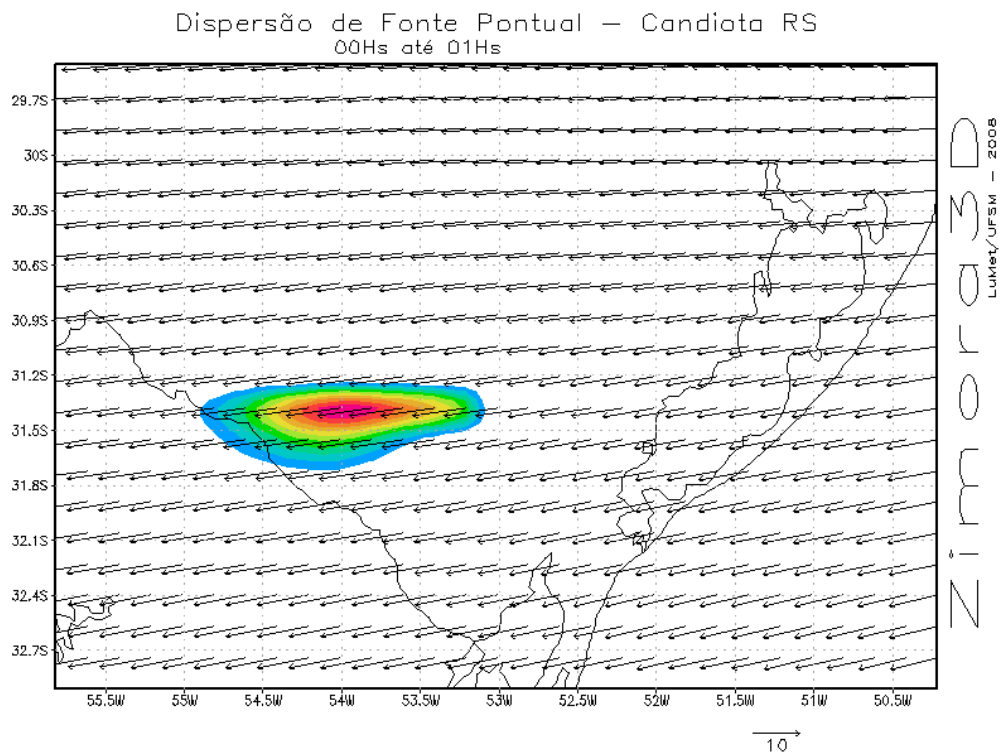 Dispersão de Fonte Pontual – Candiota RS
00Hs até 01Hs
29.7S
30S
30.3S
30.6S
30.9S
31.2S
31.5S
31.8S
32.1S
32.4S
32.7S
55.5W 55W 54.5W 54W 53.5W 53W 52.5W 52W 51.5W 51W 50.5W
10
LUMET/UFSM – 2008